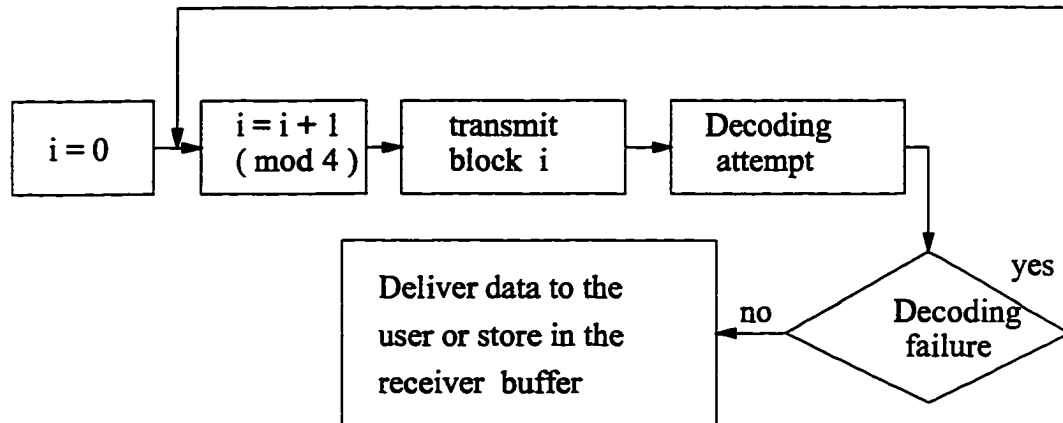 i = 0
i = i + 1
( mod 4 )
transmit
block i
Decoding
attempt
yes
Decoding
failure
no
Deliver data to the
user or store in the
receiver buffer